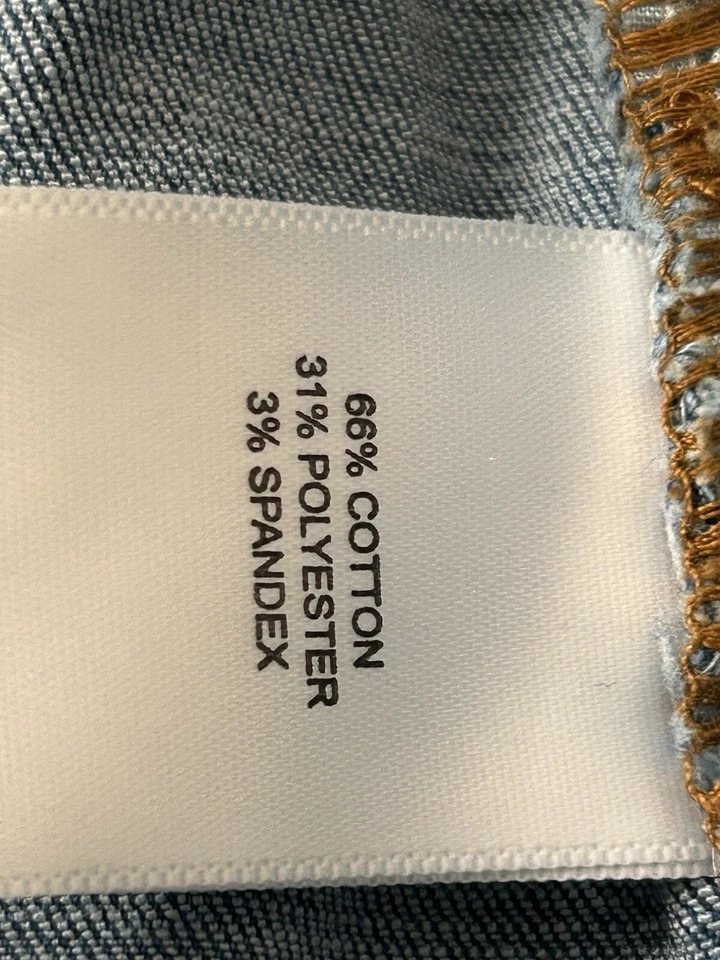 66% COTTON
31% POLYESTER
3% SPANDEX